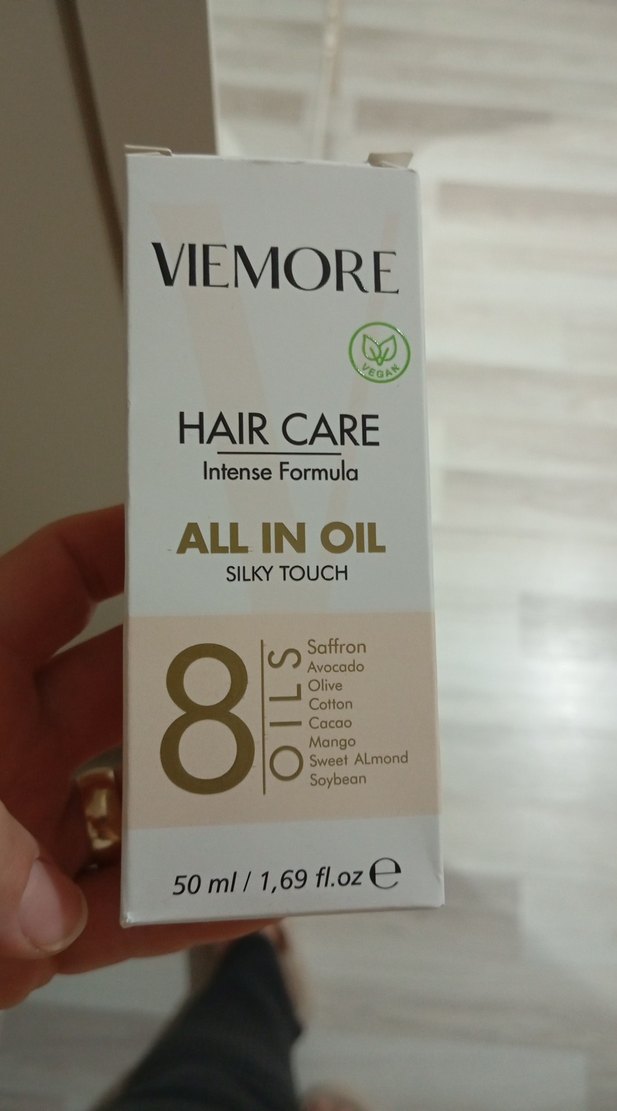 VIEMORE
VEGAN
HAIR CARE
Intense Formula
ALL IN OIL
SILKY TOUCH
8
OILS
Saffron
Avocado
Olive
Cotton
Cacao
Mango
Sweet ALmond
Soybean
50 ml / 1,69 fl.oz ℮